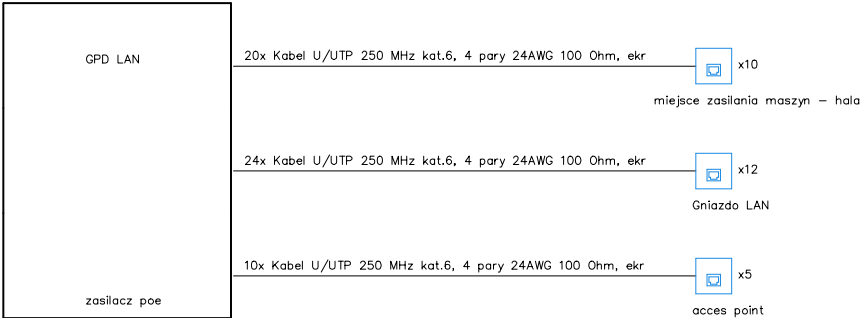 GPD LAN
20x Kabel U/UTP 250 MHz kat.6, 4 pary 24AWG 100 Ohm, ekr
x10
miejsce zasilania maszyn – hala
24x Kabel U/UTP 250 MHz kat.6, 4 pary 24AWG 100 Ohm, ekr
x12
Gniazdo LAN
10x Kabel U/UTP 250 MHz kat.6, 4 pary 24AWG 100 Ohm, ekr
x5
zasilacz poe
acces point